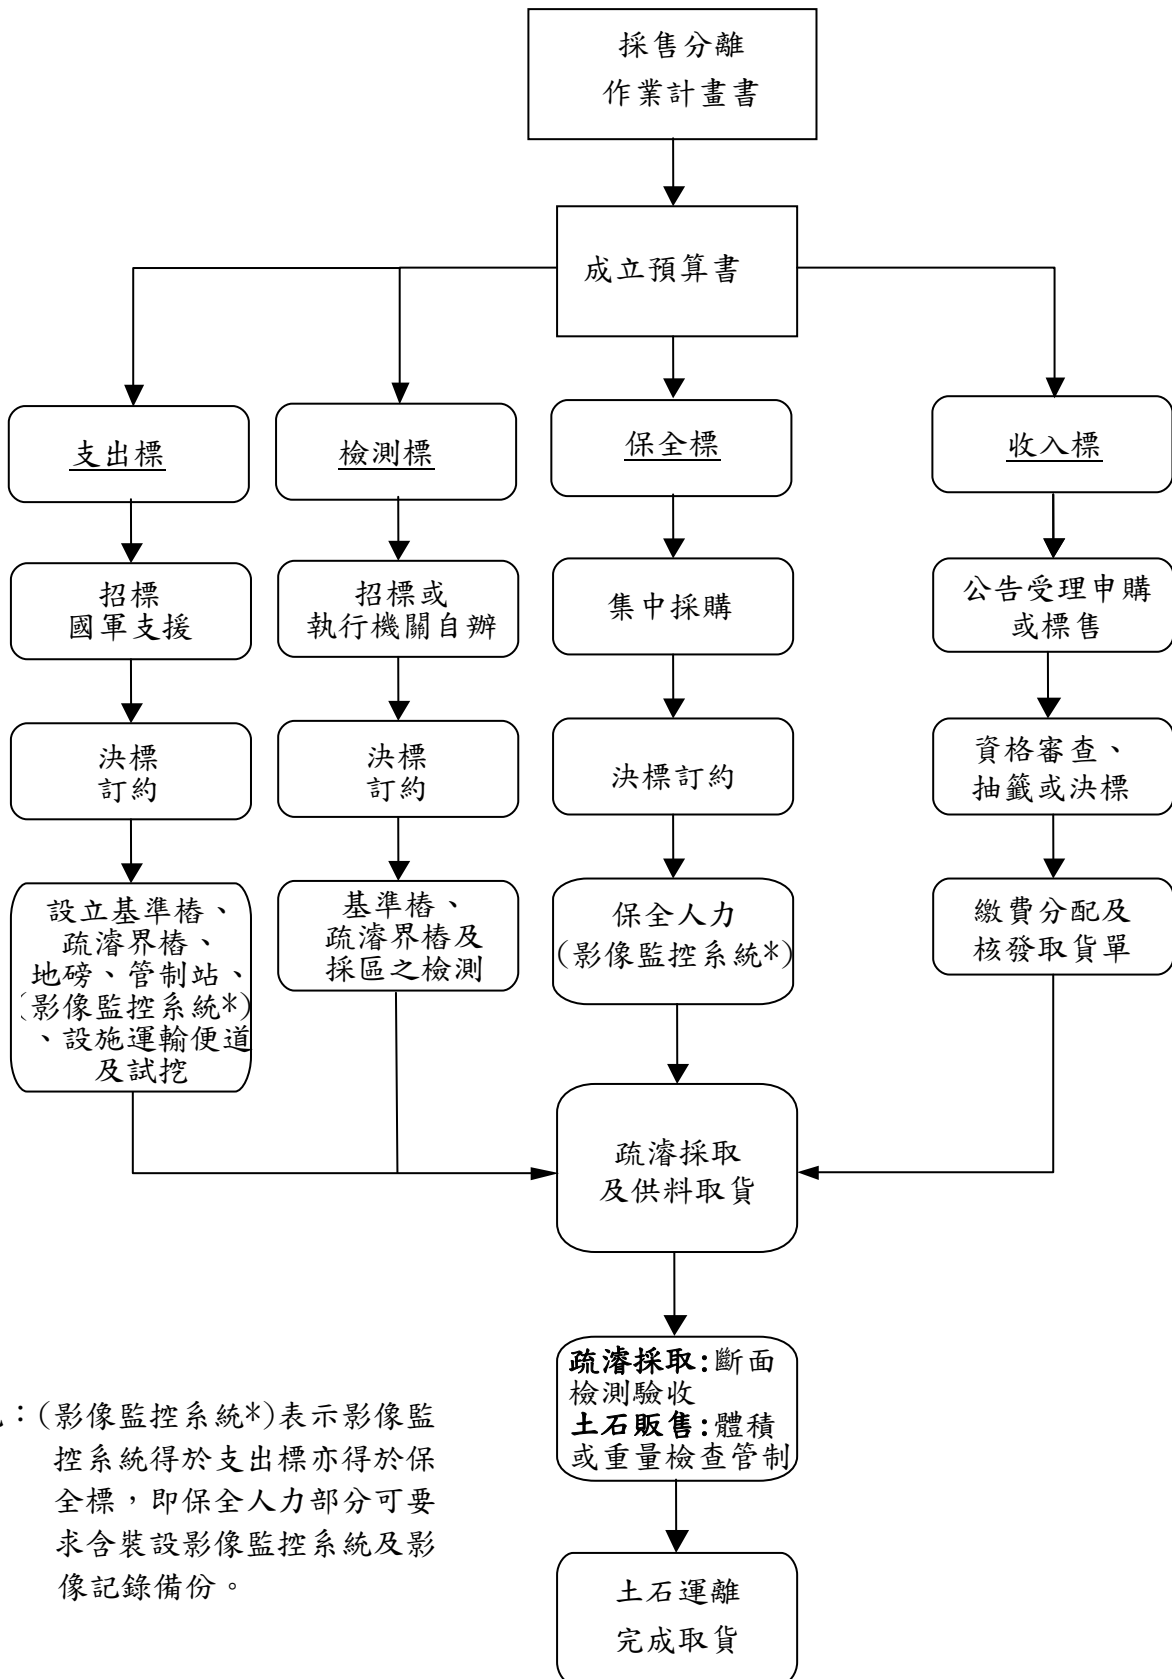 採售分離
作業計畫書
成立預算書
支出標
檢測標
保全標
收入標
招標
國軍支援
招標或
執行機關自辦
集中採購
公告受理申購
或標售
決標
訂約
決標
訂約
決標訂約
資格審查、
抽籤或決標
設立基準樁、
疏濬界樁、
地磅、管制站、
(影像監控系統*)
、設施運輸便道
及試挖
基準樁、
疏濬界樁及
採區之檢測
保全人力
(影像監控系統*)
繳費分配及
核發取貨單
疏濬採取
及供料取貨
疏濬採取:斷面
檢測驗收
土石販售:體積
或重量檢查管制
土石運離
完成取貨
：(影像監控系統*)表示影像監
控系統得於支出標亦得於保
全標，即保全人力部分可要
求含裝設影像監控系統及影
像記錄備份。